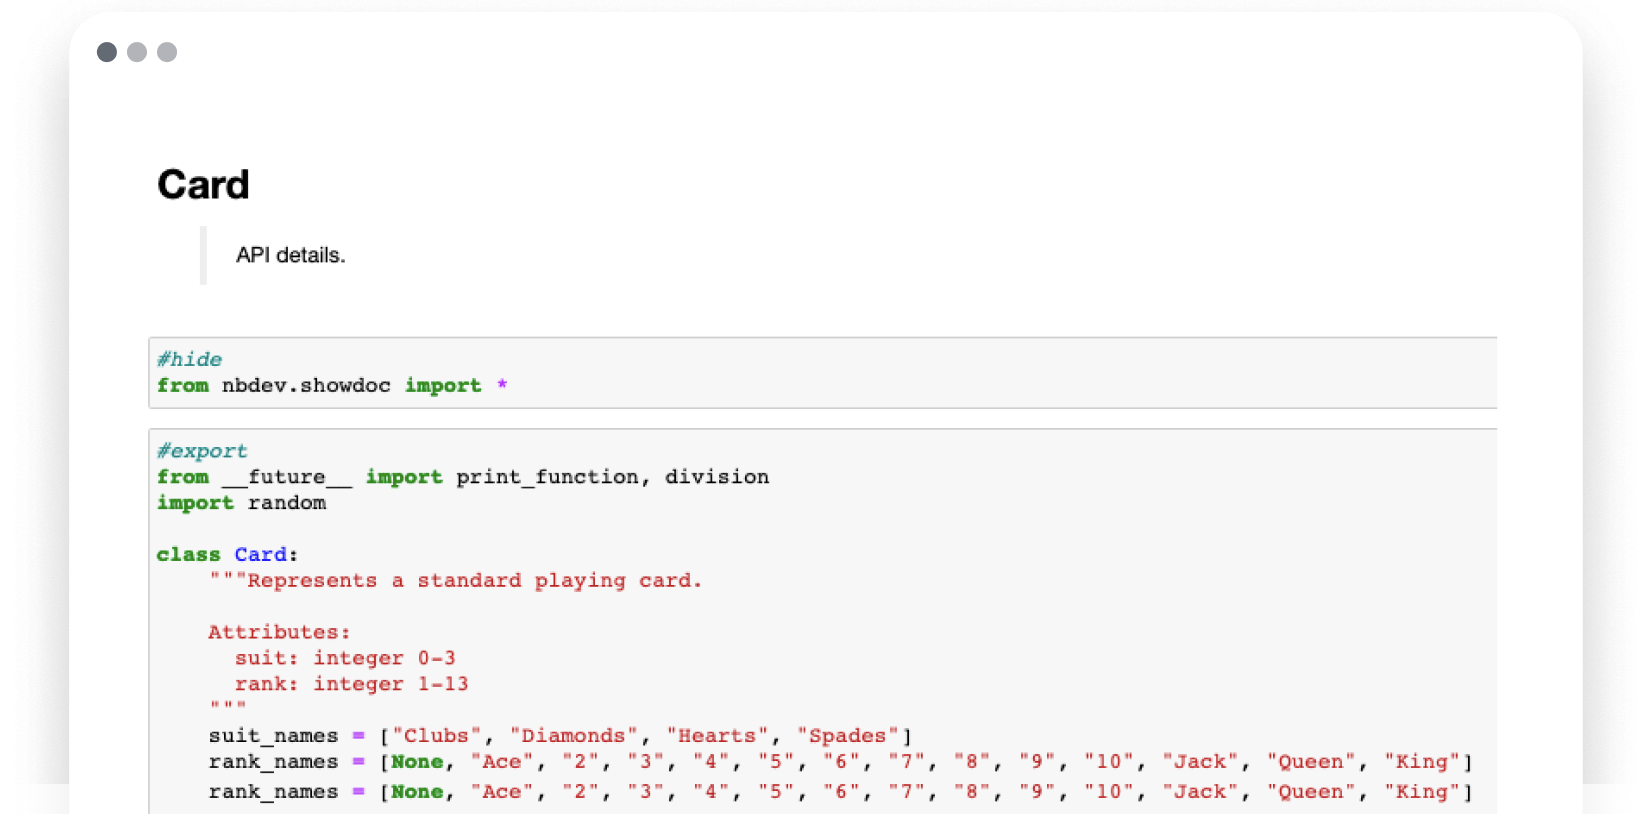 Card
API details.
#hide
from nbdev.showdoc import *
#export
from __future__ import print_function, division
import random
class Card:
"""Represents a standard playing card.
Attributes:
suit: integer 0-3
rank: integer 1-13
"""
suit_names = ["Clubs", "Diamonds", "Hearts", "Spades"]
rank_names = [None, "Ace", "2", "3", "4", "5", "6", "7", "8", "9", "10", "Jack", "Queen", "King"]
rank_names = [None, "Ace", "2", "3", "4", "5", "6", "7", "8", "9", "10", "Jack", "Queen", "King"]